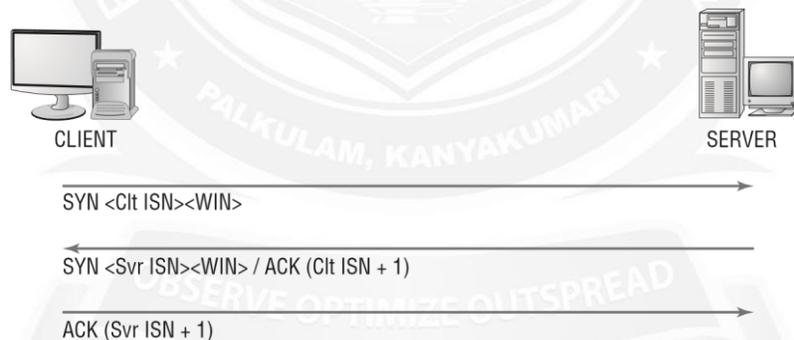 PALKULAM, KANYAKUMARI
CLIENT
SERVER
SYN <Clt ISN><WIN>
SYN <Svr ISN><WIN> / ACK (Clt ISN + 1)
OBSERVE OPTIMIZE OUTSPREAD
ACK (Svr ISN + 1)